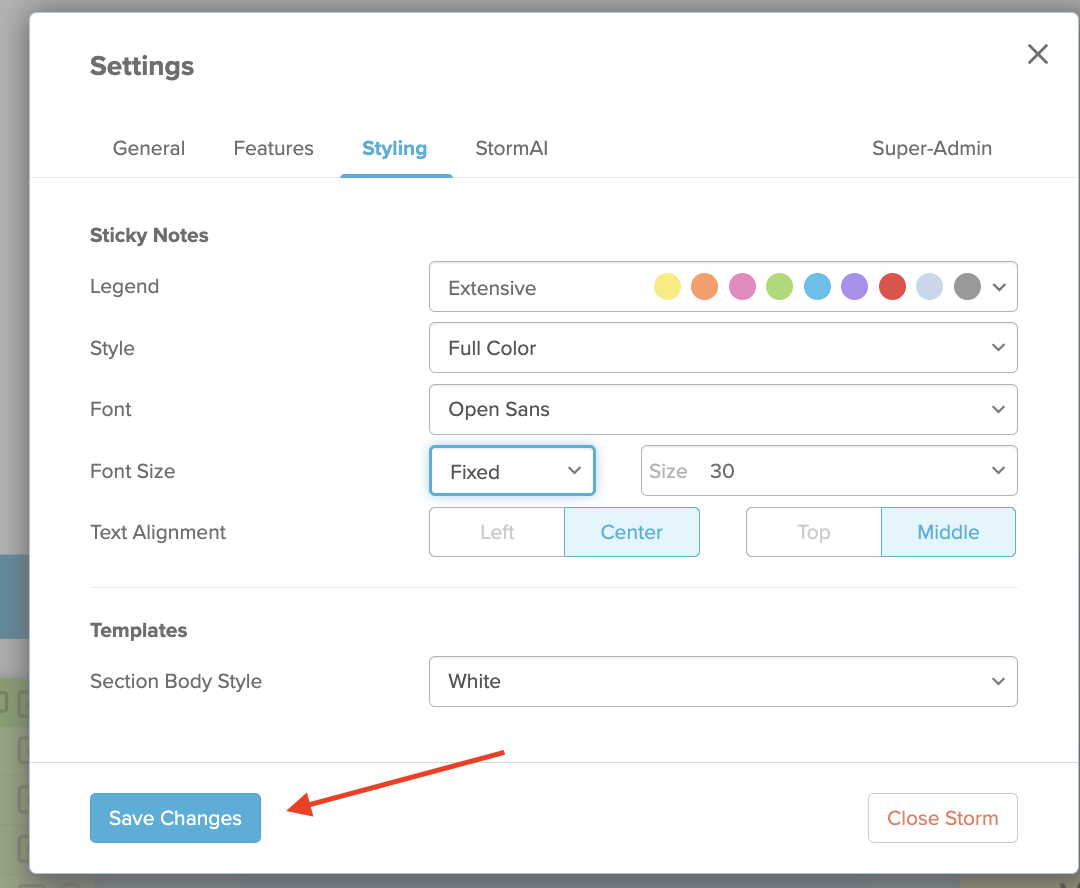 Settings
General Features Styling StormAI Super-Admin
Sticky Notes
Legend Extensive
Style Full Color
Font Open Sans
Font Size Fixed Size 30
Text Alignment Left Center Top Middle
Templates
Section Body Style White
Save Changes Close Storm